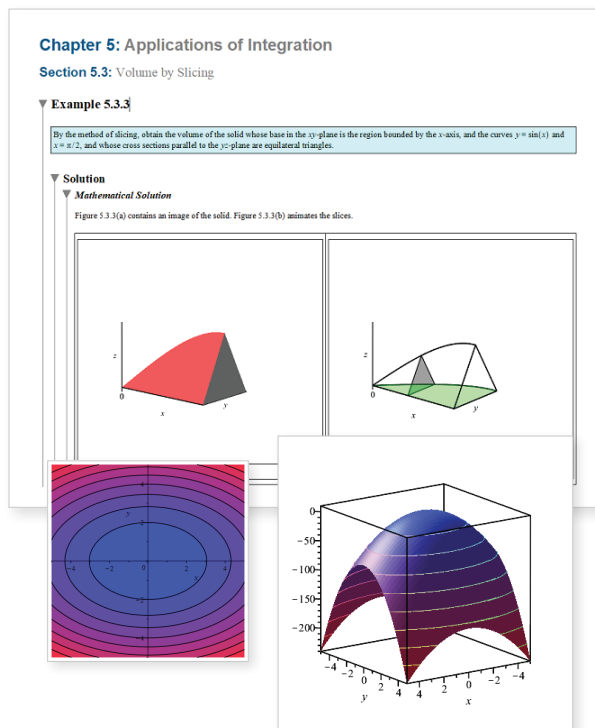 Chapter 5: Applications of Integration
Section 5.3: Volume by Slicing
Example 5.3.3
By the method of slicing, obtain the volume of the solid whose base in the xy-plane is the region bounded by the x-axis, and the curves y = sin(x) and
x = π/2, and whose cross sections parallel to the yz-plane are equilateral triangles.
Solution
Mathematical Solution
Figure 5.3.3(a) contains an image of the solid. Figure 5.3.3(b) animates the slices.
z
0
x
y
z
0
x
y
4
y
2
-4
-2
0
2
4
x
-2
-4
0
-50
-100
-150
-200
-4
-2
0
2
4
y
4
2
0
-2
-4
x